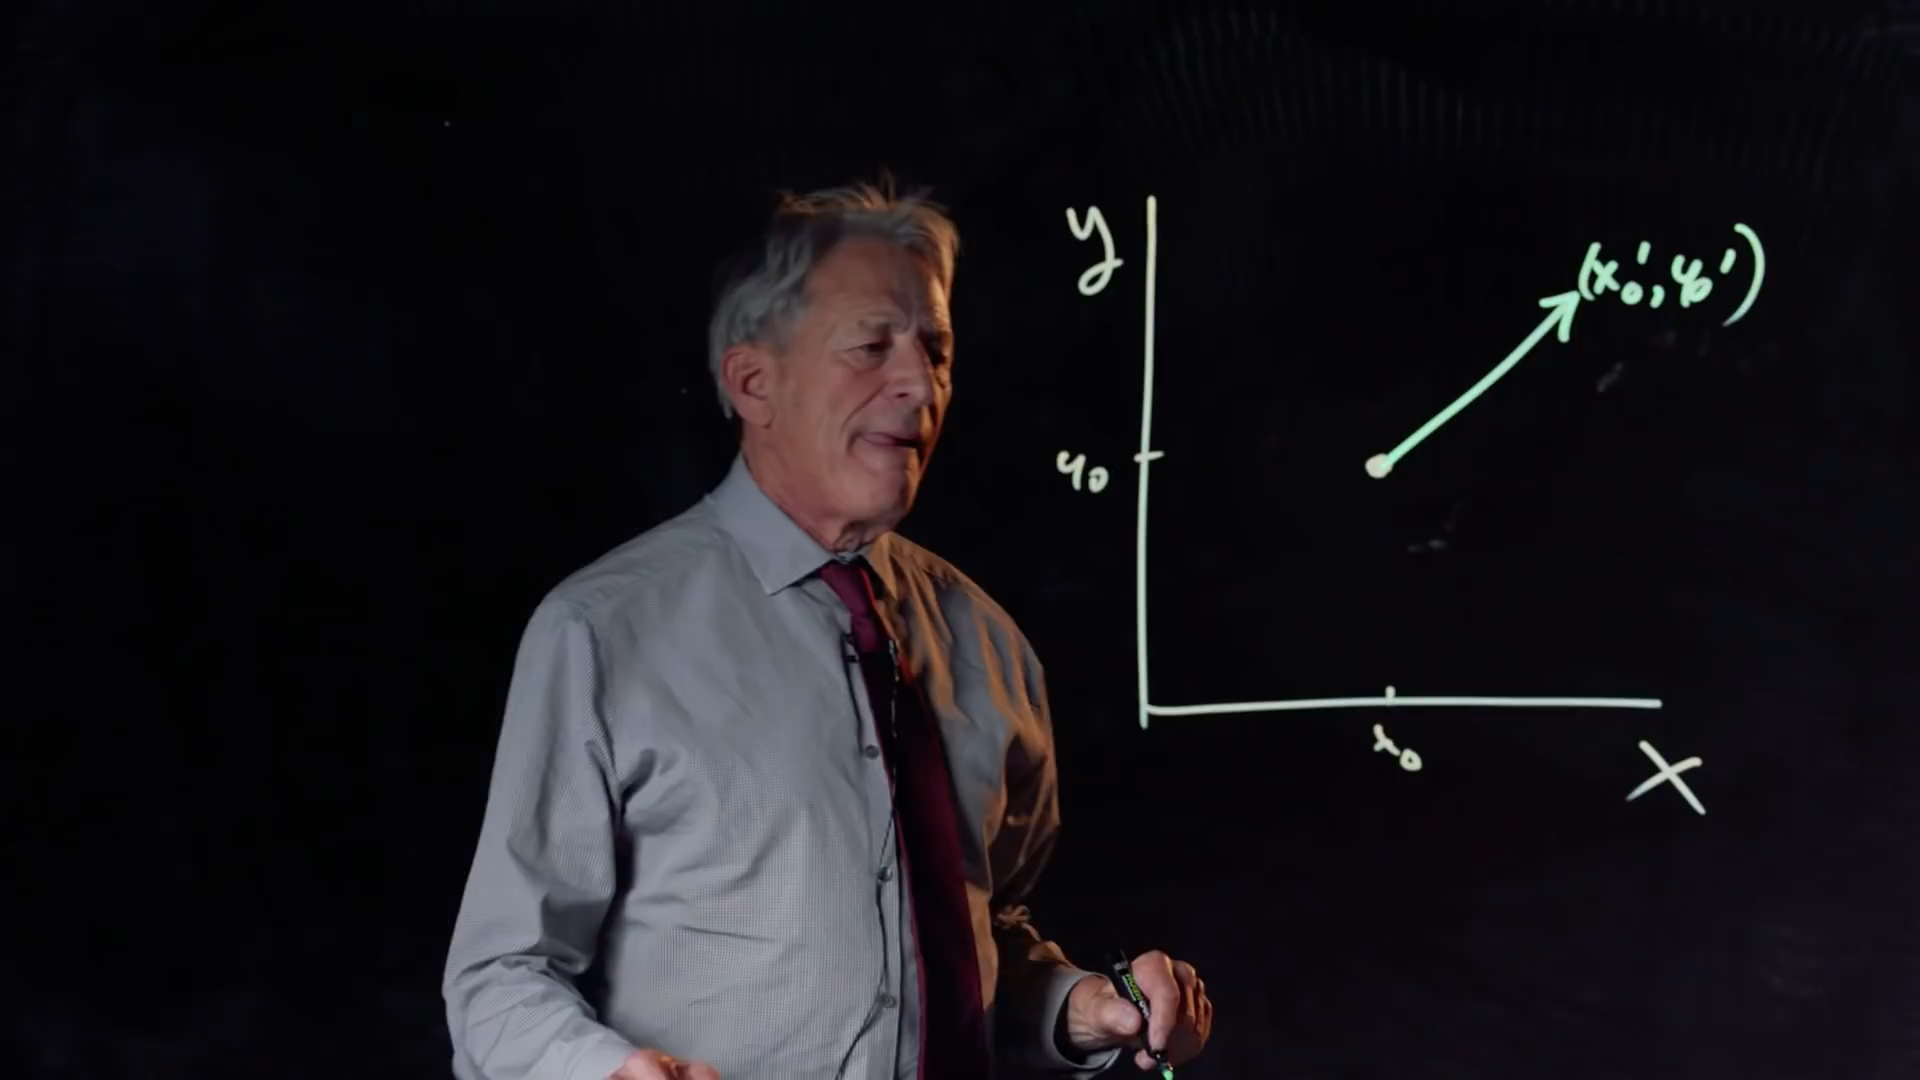 y
(x₀', y₀')
y₀
x₀
X